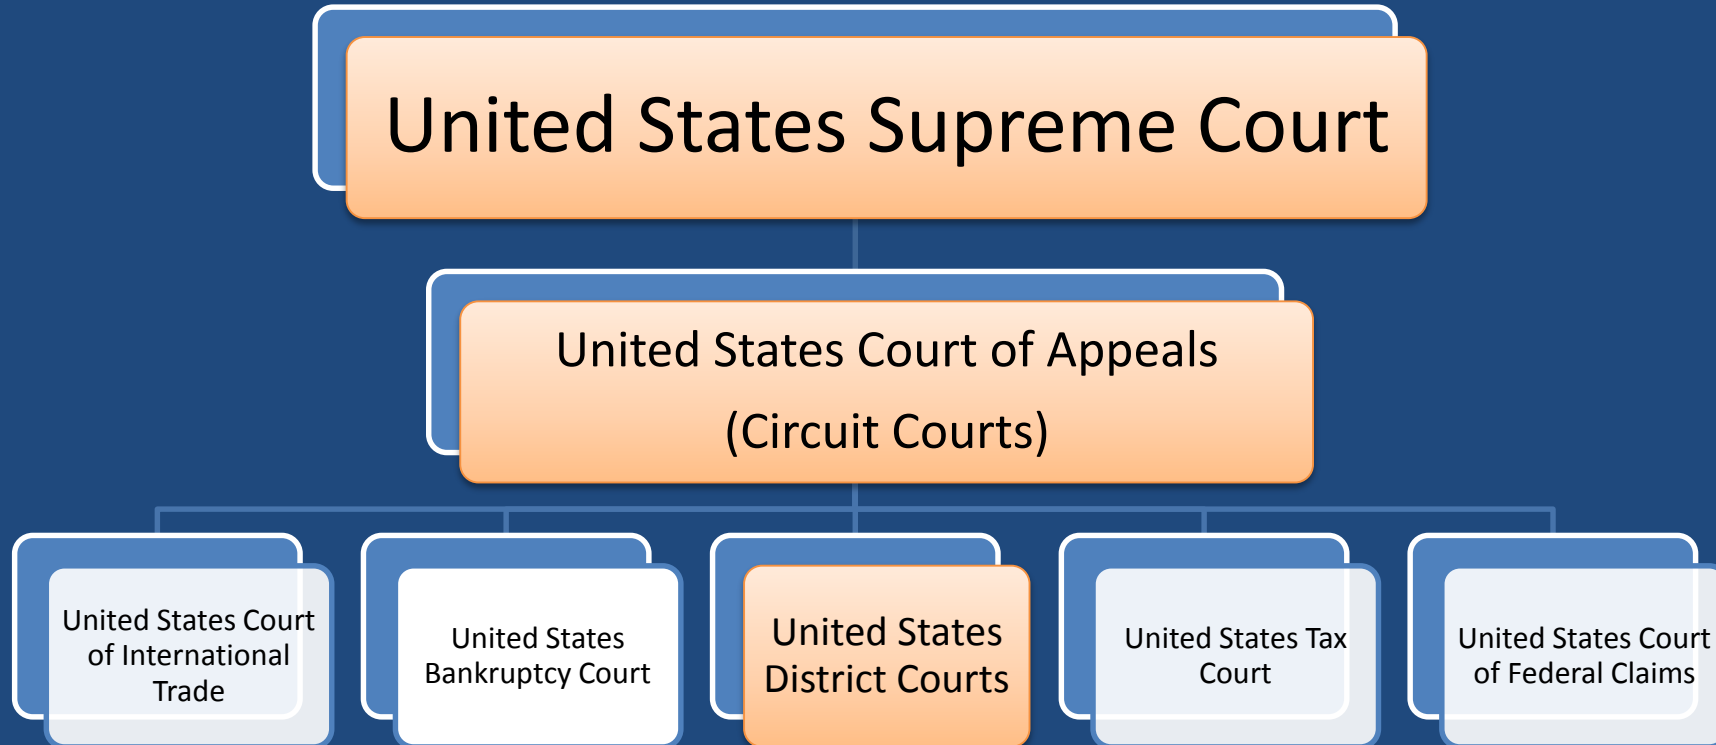 United States Supreme Court
United States Court of Appeals
(Circuit Courts)
United States Court
of International
Trade
United States
Bankruptcy Court
United States
District Courts
United States Tax
Court
United States Court
of Federal Claims